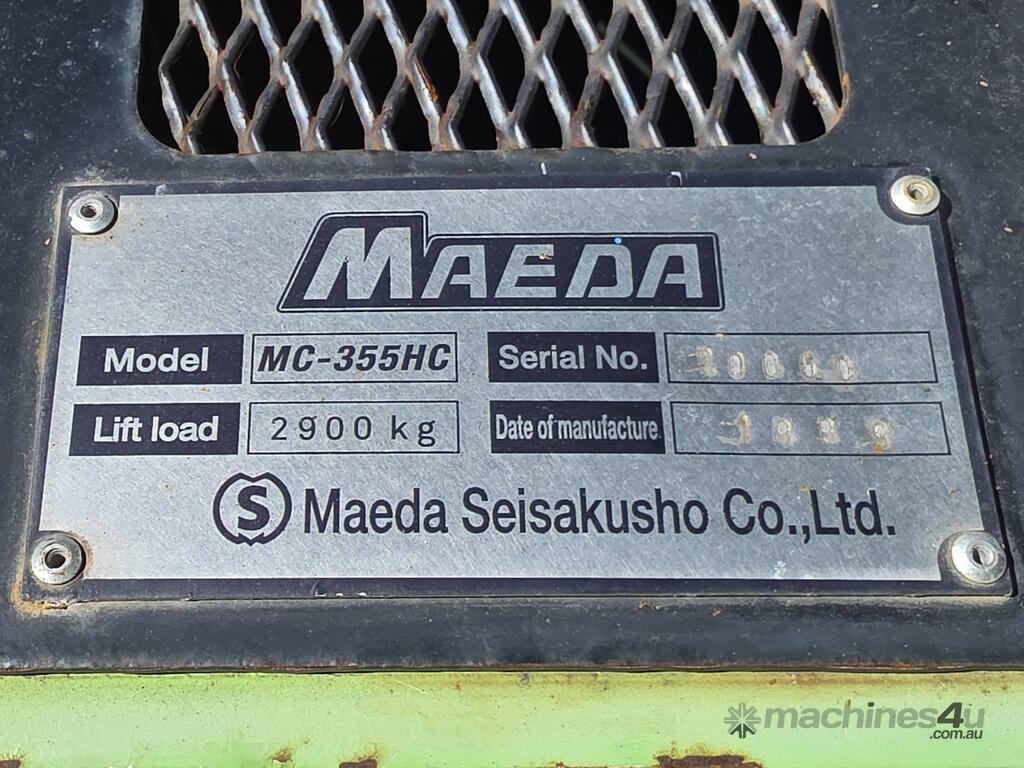 MAEDA
Model MC-355HC Serial No.
Lift load 2900 kg Date of manufacture
S Maeda Seisakusho Co.,Ltd.
machines4u
.com.au